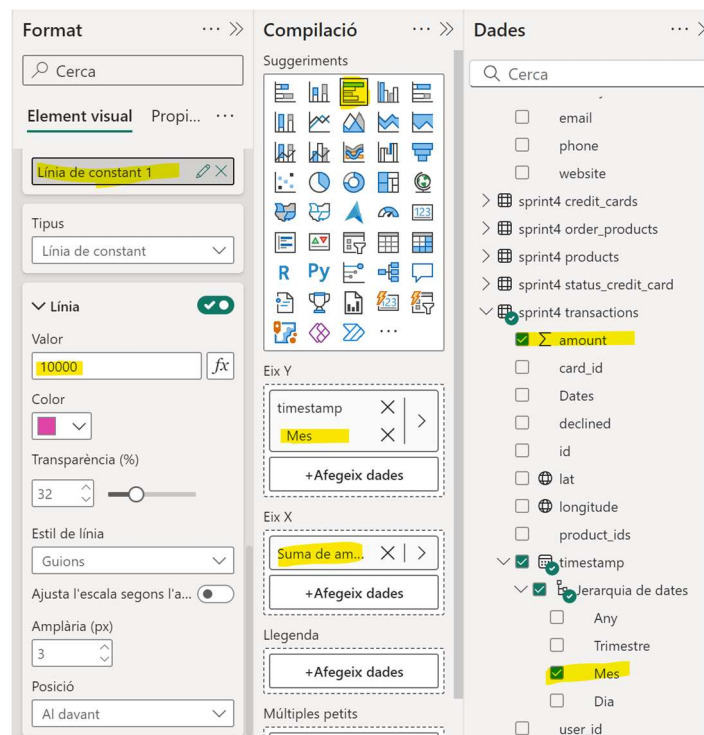 Format
Cerca
Element visual Propi...
Línia de constant 1
Tipus
Línia de constant
Línia
Valor
10000
fx
Color
Transparència (%)
32
Estil de línia
Guions
Ajusta l'escala segons l'a...
Amplària (px)
3
Posició
Al davant
Compilació
Suggeriments
123
R Py
123
Eix Y
timestamp
Mes
+Afegeix dades
Eix X
Suma de am...
+Afegeix dades
Llegenda
+Afegeix dades
Múltiples petits
Dades
Cerca
email
phone
website
sprint4 credit_cards
sprint4 order_products
sprint4 products
sprint4 status_credit_card
sprint4 transactions
amount
card_id
Dates
declined
id
lat
longitude
product_ids
timestamp
Jerarquia de dates
Any
Trimestre
Mes
Dia
user_id